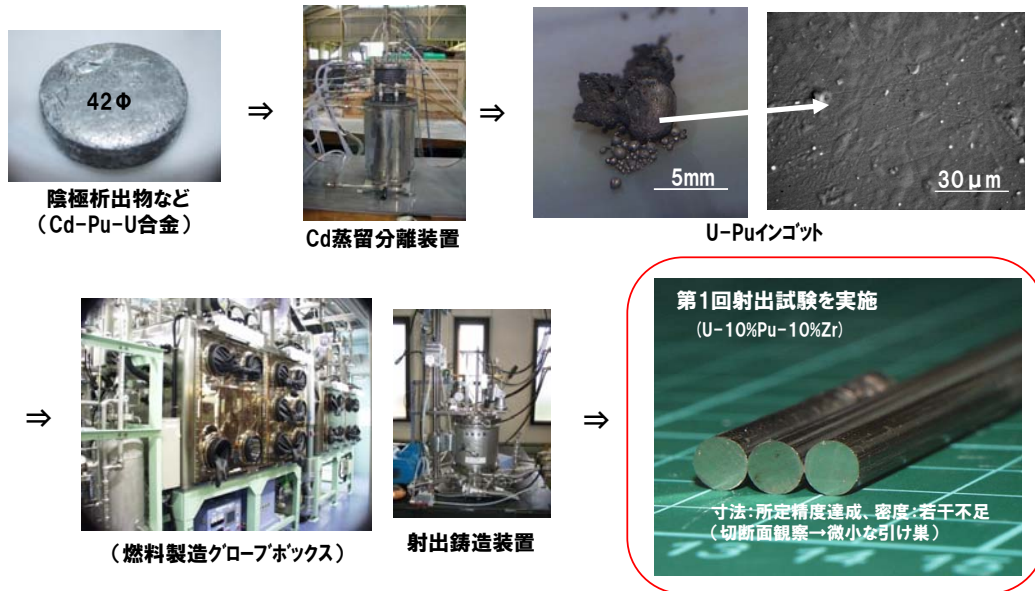 42Φ
⇒
⇒
5mm
30μm
陰極析出物など
（Cd-Pu-U合金）
Cd蒸留分離装置
U-Puインゴット
⇒
⇒
第1回射出試験を実施
(U-10%Pu-10%Zr)
寸法：所定精度達成、密度：若干不足
（切断面観察→微小な引け巣）
13
14
15
（燃料製造グローブボックス）
射出鋳造装置